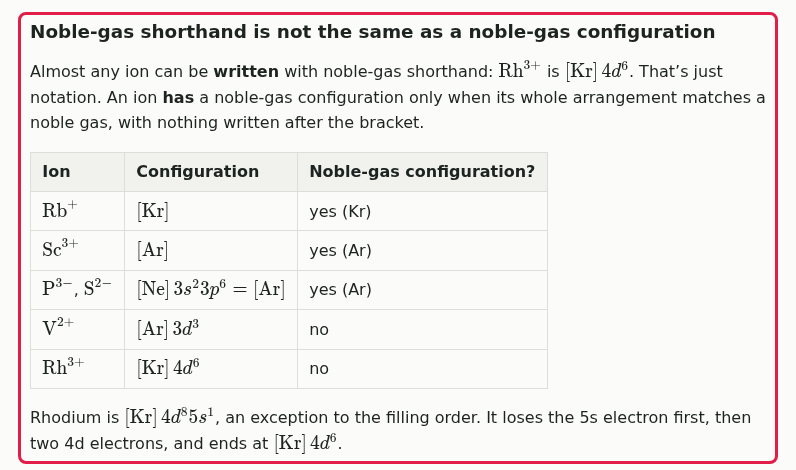 Noble-gas shorthand is not the same as a noble-gas configuration
Almost any ion can be written with noble-gas shorthand: Rh³⁺ is [Kr] 4d⁶. That’s just
notation. An ion has a noble-gas configuration only when its whole arrangement matches a
noble gas, with nothing written after the bracket.
Ion Configuration Noble-gas configuration?
Rb⁺ [Kr] yes (Kr)
Sc³⁺ [Ar] yes (Ar)
P³⁻, S²⁻ [Ne] 3s²3p⁶ = [Ar] yes (Ar)
V²⁺ [Ar] 3d³ no
Rh³⁺ [Kr] 4d⁶ no
Rhodium is [Kr] 4d⁸5s¹, an exception to the filling order. It loses the 5s electron first, then
two 4d electrons, and ends at [Kr] 4d⁶.